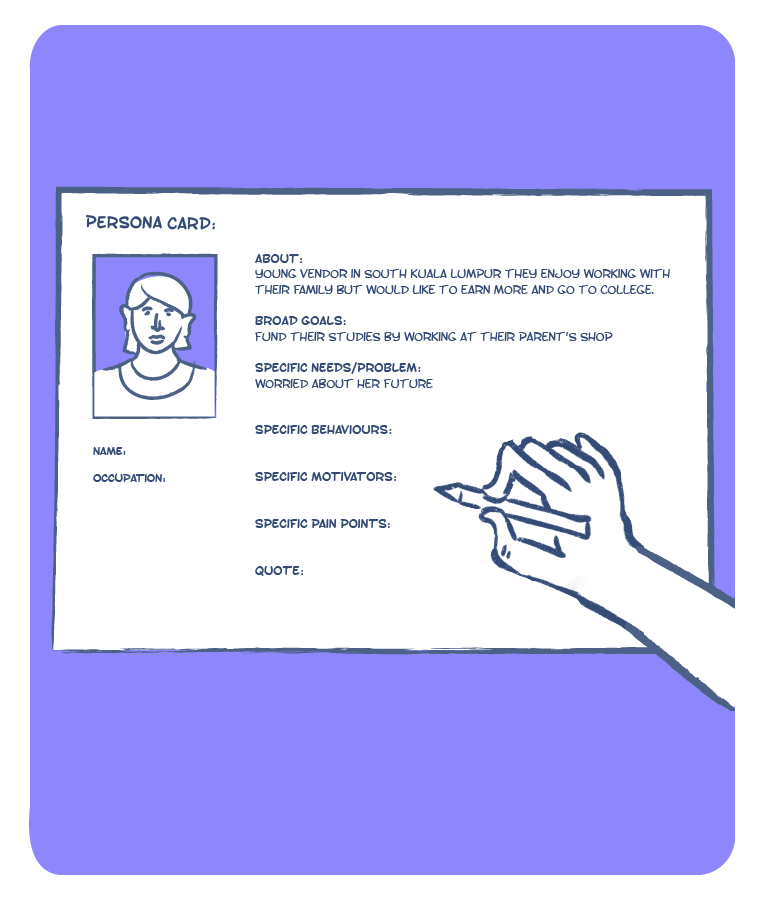 PERSONA CARD:
ABOUT:
YOUNG VENDOR IN SOUTH KUALA LUMPUR THEY ENJOY WORKING WITH
THEIR FAMILY BUT WOULD LIKE TO EARN MORE AND GO TO COLLEGE.
BROAD GOALS:
FUND THEIR STUDIES BY WORKING AT THEIR PARENT'S SHOP
SPECIFIC NEEDS/PROBLEM:
WORRIED ABOUT HER FUTURE
NAME:
OCCUPATION:
SPECIFIC BEHAVIOURS:
SPECIFIC MOTIVATORS:
SPECIFIC PAIN POINTS:
QUOTE: